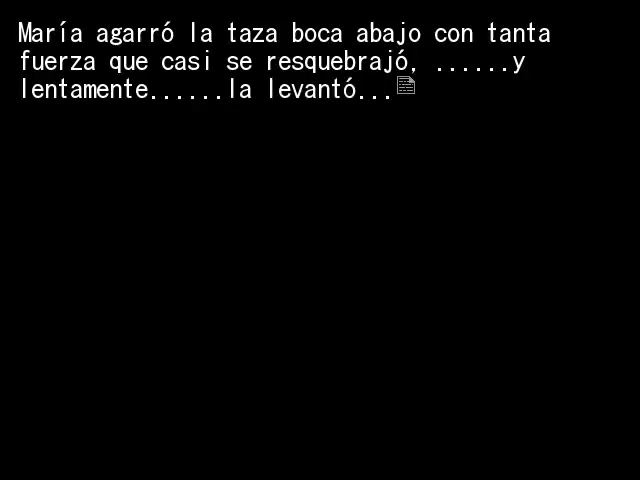 María agarró la taza boca abajo con tanta
fuerza que casi se resquebrajó, ......y
lentamente......la levantó...